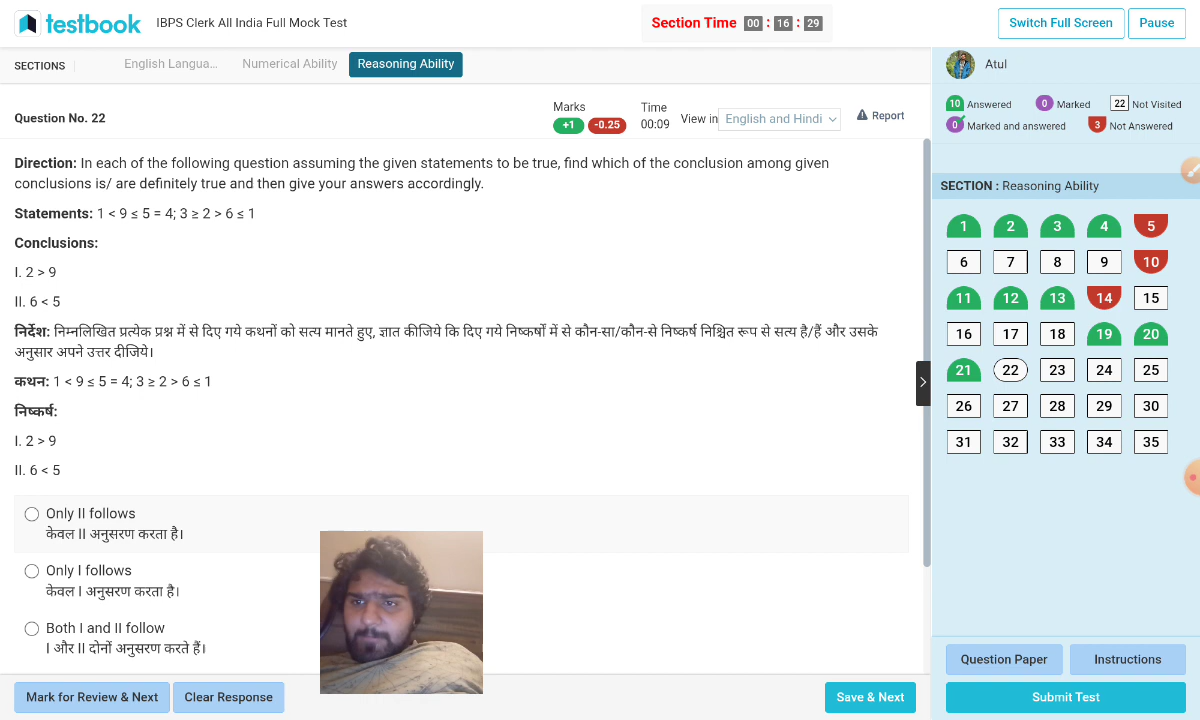 testbook
IBPS Clerk All India Full Mock Test
Section Time 00 : 16 : 29
Switch Full Screen
Pause
SECTIONS
English Langua...
Numerical Ability
Reasoning Ability
Atul
Question No. 22
Marks
+1 -0.25
Time
00:09
View in English and Hindi
Report
10 Answered
0 Marked
22 Not Visited
0 Marked and answered
3 Not Answered
Direction: In each of the following question assuming the given statements to be true, find which of the conclusion among given
conclusions is/ are definitely true and then give your answers accordingly.
Statements: 1 < 9 ≤ 5 = 4; 3 ≥ 2 > 6 ≤ 1
Conclusions:
I. 2 > 9
II. 6 < 5
निर्देश: निम्नलिखित प्रत्येक प्रश्न में से दिए गये कथनों को सत्य मानते हुए, ज्ञात कीजिये कि दिए गये निष्कर्षों में से कौन-सा/कौन-से निष्कर्ष निश्चित रूप से सत्य है/हैं और उसके
अनुसार अपने उत्तर दीजिये।
कथन: 1 < 9 ≤ 5 = 4; 3 ≥ 2 > 6 ≤ 1
निष्कर्ष:
I. 2 > 9
II. 6 < 5
Only II follows
केवल II अनुसरण करता है।
Only I follows
केवल I अनुसरण करता है।
Both I and II follow
I और II दोनों अनुसरण करते हैं।
SECTION : Reasoning Ability
1 2 3 4 5
6 7 8 9 10
11 12 13 14 15
16 17 18 19 20
21 22 23 24 25
26 27 28 29 30
31 32 33 34 35
Mark for Review & Next
Clear Response
Save & Next
Question Paper
Instructions
Submit Test